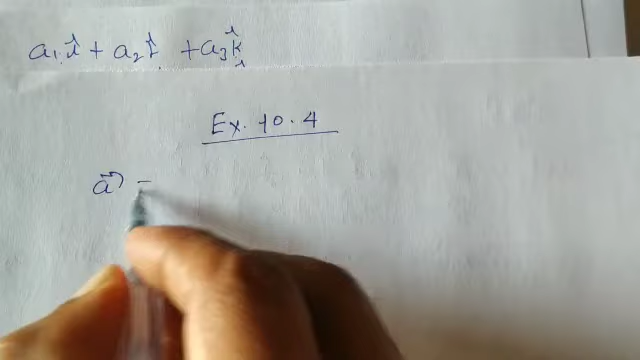 a₁î + a₂ĵ + a₃k̂
Ex. 10.4
a⃗ =